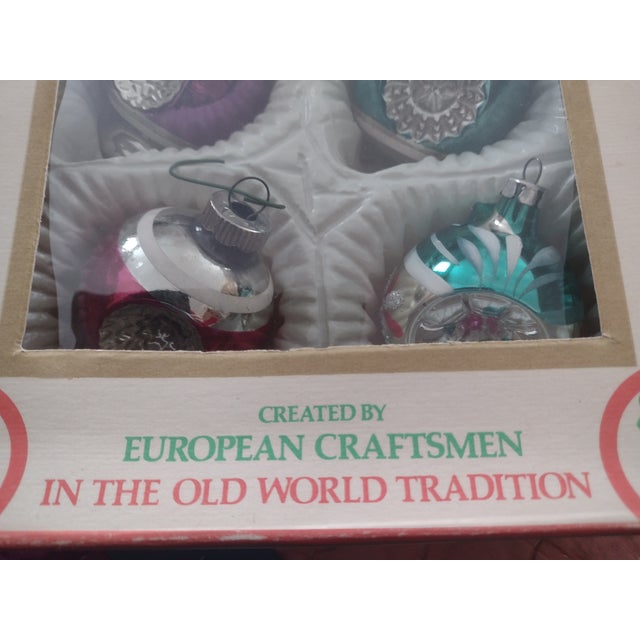 CREATED BY
EUROPEAN CRAFTSMEN
IN THE OLD WORLD TRADITION